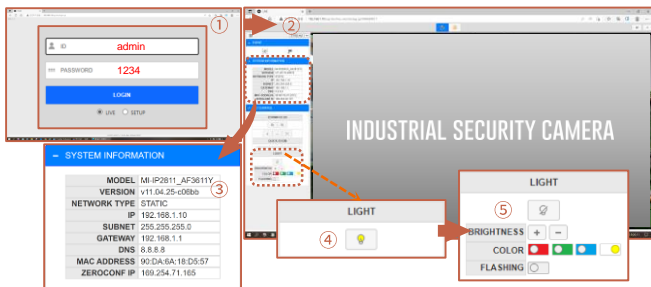 ①
ID admin
PASSWORD 1234
LOGIN
LIVE SETUP
②
SYSTEM INFORMATION
LIGHT
INDUSTRIAL SECURITY CAMERA
③
SYSTEM INFORMATION
MODEL MI-IP2811_AF3611Y
VERSION v11.04.25-c06bb
NETWORK TYPE STATIC
IP 192.168.1.10
SUBNET 255.255.255.0
GATEWAY 192.168.1.1
DNS 8.8.8.8
MAC ADDRESS 90:DA:6A:18:D5:57
ZEROCONF IP 169.254.71.165
LIGHT
④
LIGHT
⑤
BRIGHTNESS + −
COLOR
FLASHING